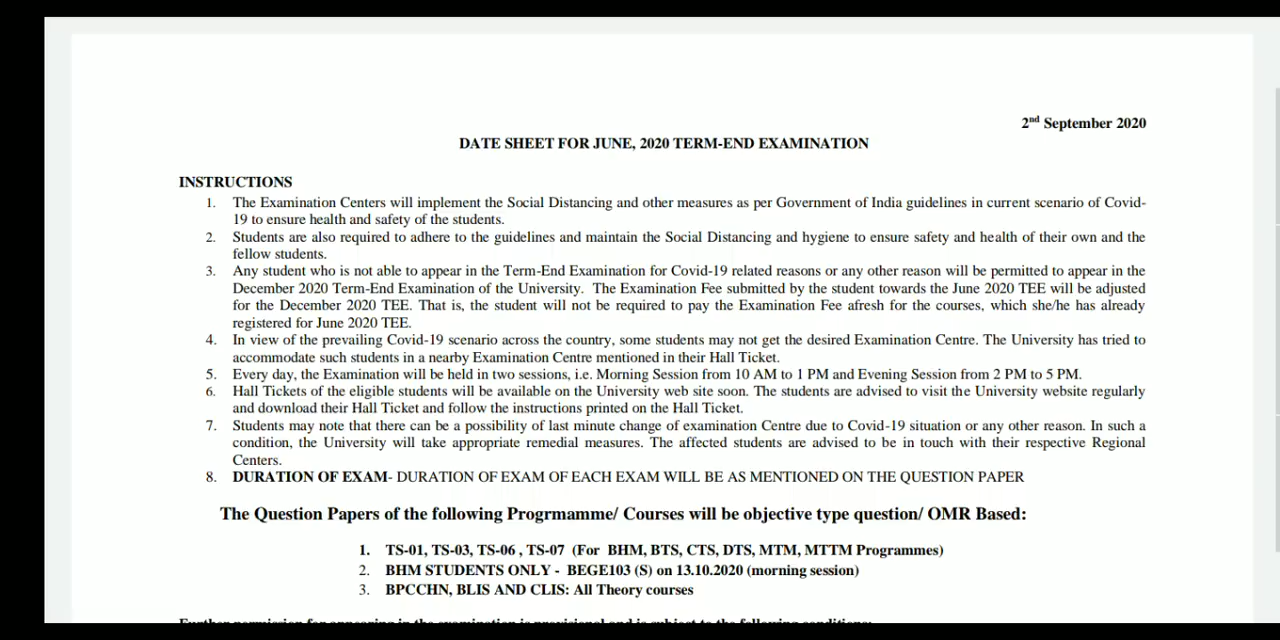 2nd September 2020
DATE SHEET FOR JUNE, 2020 TERM-END EXAMINATION
INSTRUCTIONS
1. The Examination Centers will implement the Social Distancing and other measures as per Government of India guidelines in current scenario of Covid-
19 to ensure health and safety of the students.
2. Students are also required to adhere to the guidelines and maintain the Social Distancing and hygiene to ensure safety and health of their own and the
fellow students.
3. Any student who is not able to appear in the Term-End Examination for Covid-19 related reasons or any other reason will be permitted to appear in the
December 2020 Term-End Examination of the University. The Examination Fee submitted by the student towards the June 2020 TEE will be adjusted
for the December 2020 TEE. That is, the student will not be required to pay the Examination Fee afresh for the courses, which she/he has already
registered for June 2020 TEE.
4. In view of the prevailing Covid-19 scenario across the country, some students may not get the desired Examination Centre. The University has tried to
accommodate such students in a nearby Examination Centre mentioned in their Hall Ticket.
5. Every day, the Examination will be held in two sessions, i.e. Morning Session from 10 AM to 1 PM and Evening Session from 2 PM to 5 PM.
6. Hall Tickets of the eligible students will be available on the University web site soon. The students are advised to visit the University website regularly
and download their Hall Ticket and follow the instructions printed on the Hall Ticket.
7. Students may note that there can be a possibility of last minute change of examination Centre due to Covid-19 situation or any other reason. In such a
condition, the University will take appropriate remedial measures. The affected students are advised to be in touch with their respective Regional
Centers.
8. DURATION OF EXAM- DURATION OF EXAM OF EACH EXAM WILL BE AS MENTIONED ON THE QUESTION PAPER
The Question Papers of the following Progrmamme/ Courses will be objective type question/ OMR Based:
1. TS-01, TS-03, TS-06 , TS-07 (For BHM, BTS, CTS, DTS, MTM, MTTM Programmes)
2. BHM STUDENTS ONLY - BEGE103 (S) on 13.10.2020 (morning session)
3. BPCCHN, BLIS AND CLIS: All Theory courses
Further permission for appearing in the examination is provisional and is subject to the following conditions: